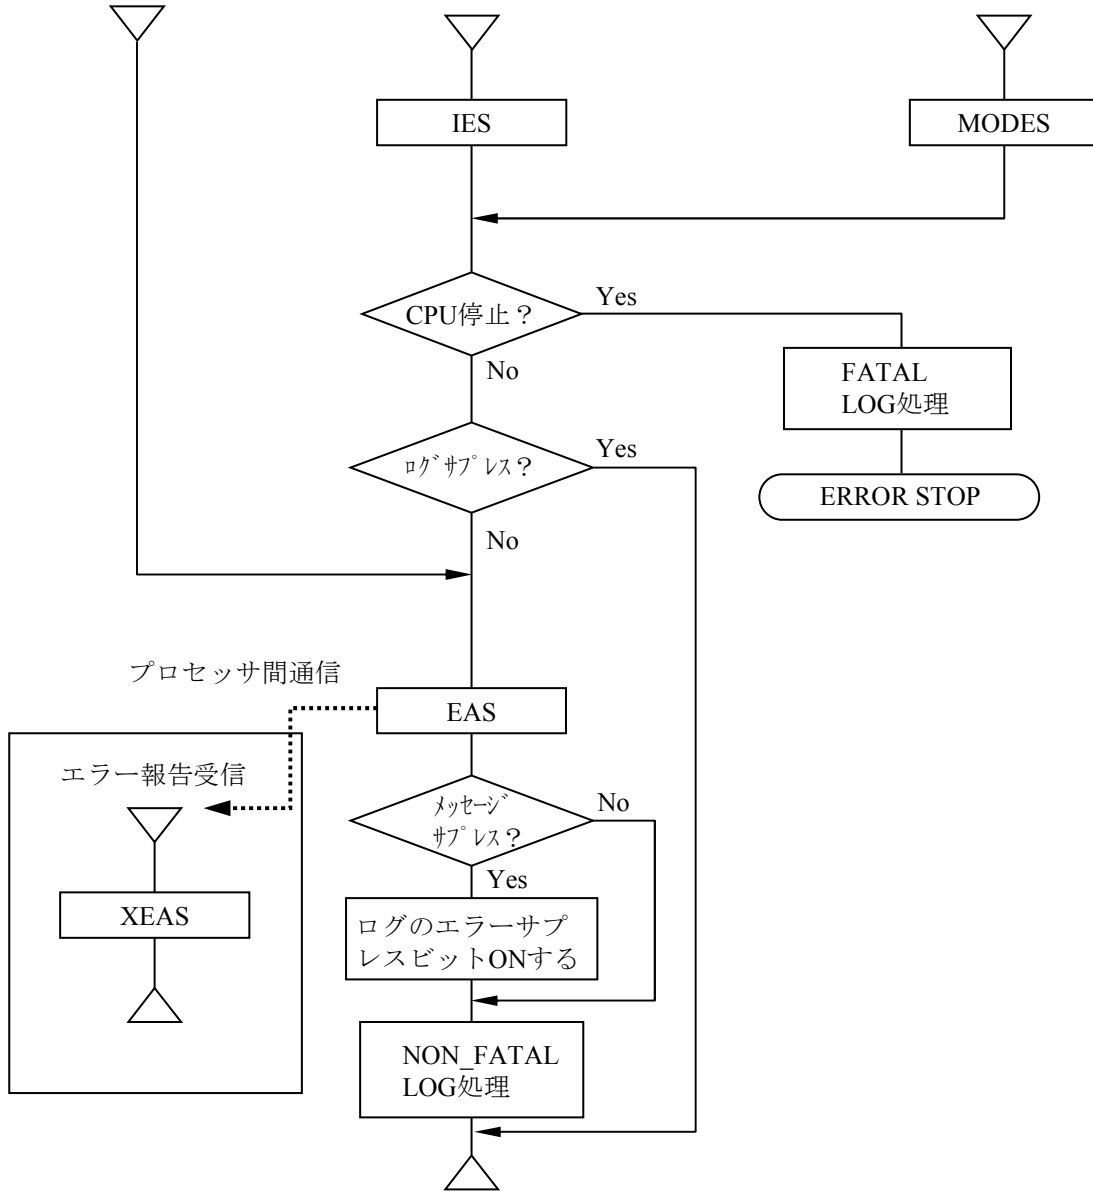 IES
MODES
CPU停止？
Yes
No
FATAL
LOG処理
ﾛｸﾞｻﾌﾟﾚｽ？
Yes
No
ERROR STOP
プロセッサ間通信
EAS
エラー報告受信
ﾒｯｾｰｼﾞ
ｻﾌﾟﾚｽ？
No
Yes
XEAS
ログのエラーサプ
レスビットONする
NON_FATAL
LOG処理